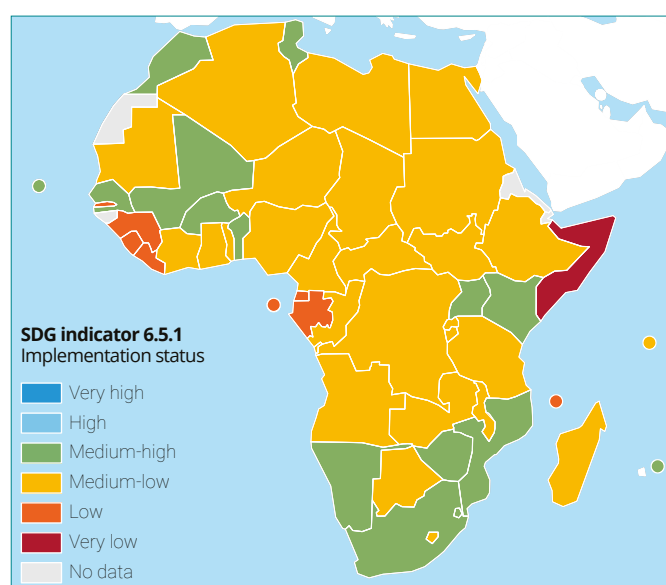 SDG indicator 6.5.1
Implementation status
Very high
High
Medium-high
Medium-low
Low
Very low
No data